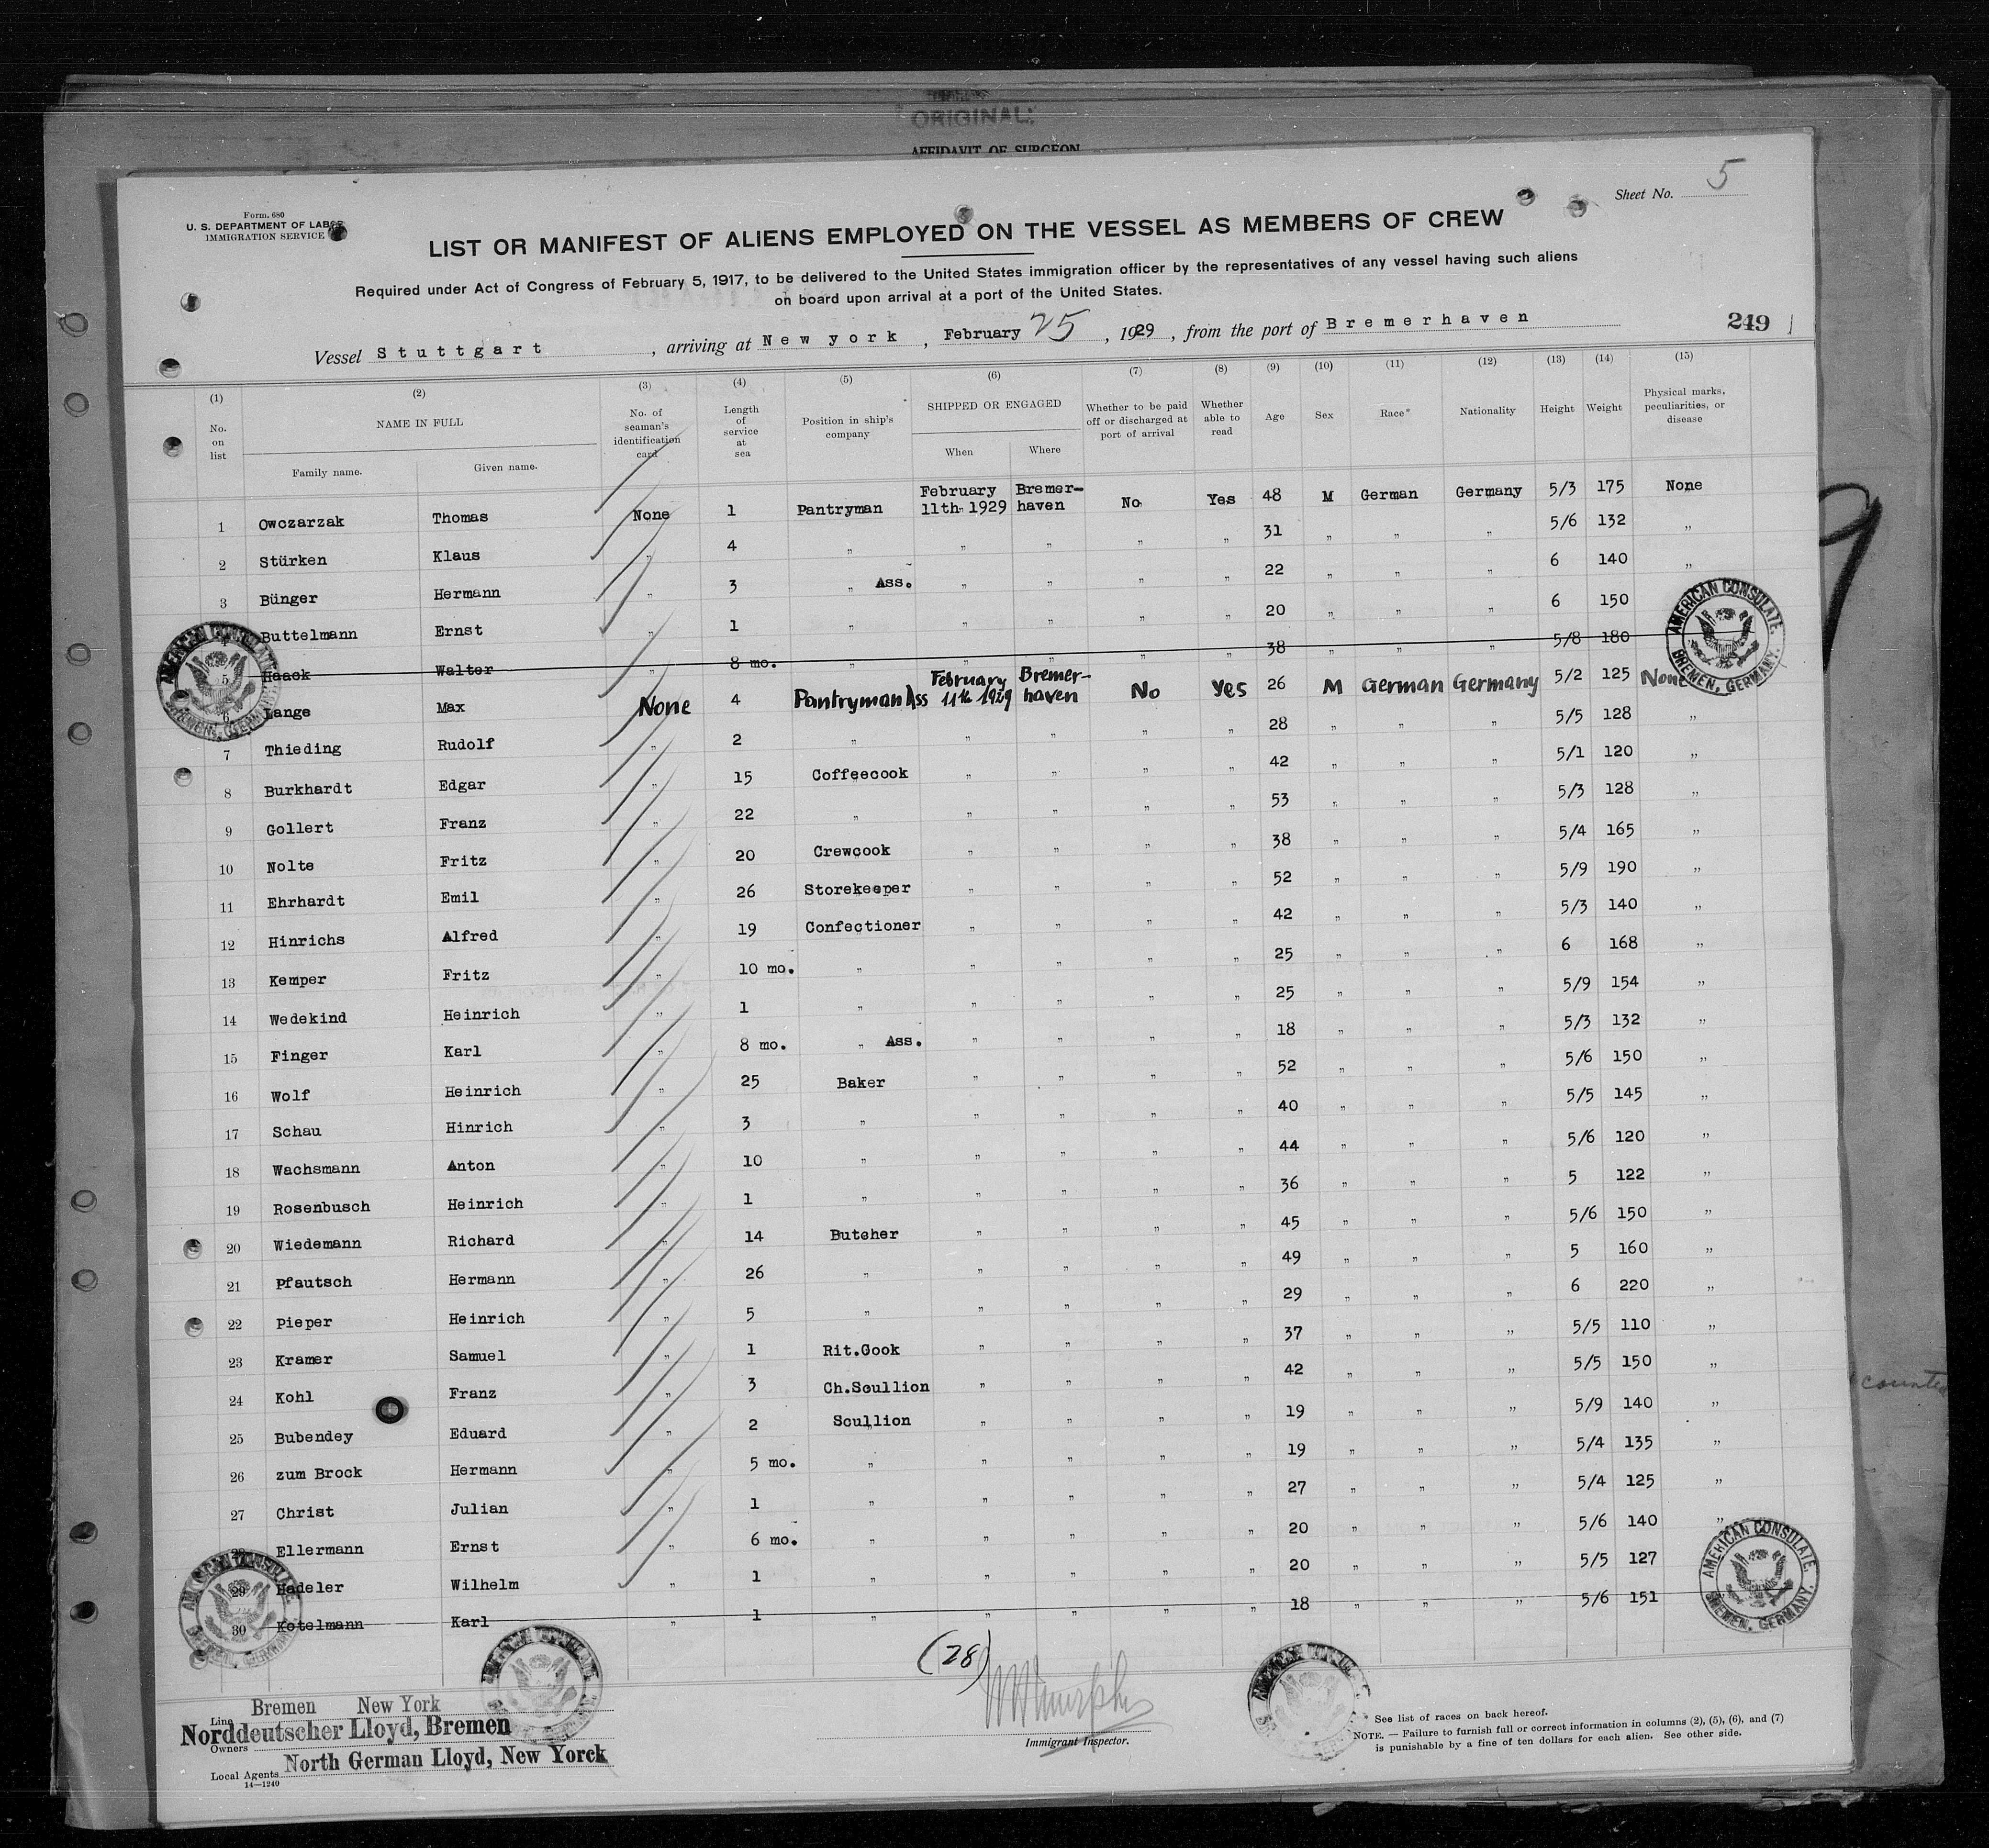 ORIGINAL
AFFIDAVIT OF SURGEON
Sheet No. 5
Form. 680
U. S. DEPARTMENT OF LABOR
IMMIGRATION SERVICE
LIST OR MANIFEST OF ALIENS EMPLOYED ON THE VESSEL AS MEMBERS OF CREW
Required under Act of Congress of February 5, 1917, to be delivered to the United States immigration officer by the representatives of any vessel having such aliens
on board upon arrival at a port of the United States.
Vessel Stuttgart, arriving at New york, February 25, 1929, from the port of Bremerhaven
249
(1) No. on list (2) NAME IN FULL Family name. Given name. (3) No. of seaman's identification card (4) Length of service at sea (5) Position in ship's company (6) SHIPPED OR ENGAGED When Where (7) Whether to be paid off or discharged at port of arrival (8) Whether able to read (9) Age (10) Sex (11) Race* (12) Nationality (13) Height (14) Weight (15) Physical marks, peculiarities, or disease
1 Owczarzak Thomas None 1 Pantryman February 11th 1929 Bremer-haven No Yes 48 M German Germany 5/3 175 None
2 Stürken Klaus " 4 " " " " " 31 " " " 5/6 132 "
3 Bünger Hermann " 3 " Ass. " " " " 22 " " " 6 140 "
Buttelmann Ernst " 1 " " " " " 20 " " " 6 150
5 Haack Walter " 8 mo. " " " " " 38 " " " 5/8 180
6 Lange Max None 4 Pantryman Ass February 11th 1929 Bremer-haven No Yes 26 M German Germany 5/2 125 None
7 Thieding Rudolf " 2 " " " " " 28 " " " 5/5 128 "
8 Burkhardt Edgar " 15 Coffeecook " " " " 42 " " " 5/1 120 "
9 Gollert Franz " 22 " " " " " 53 " " " 5/3 128 "
10 Nolte Fritz " 20 Crewcook " " " " 38 " " " 5/4 165 "
11 Ehrhardt Emil " 26 Storekeeper " " " " 52 " " " 5/9 190 "
12 Hinrichs Alfred " 19 Confectioner " " " " 42 " " " 5/3 140 "
13 Kemper Fritz " 10 mo. " " " " " 25 " " " 6 168 "
14 Wedekind Heinrich " 1 " " " " " 25 " " " 5/9 154 "
15 Finger Karl " 8 mo. " Ass. " " " " 18 " " " 5/3 132 "
16 Wolf Heinrich " 25 Baker " " " " 52 " " " 5/6 150 "
17 Schau Hinrich " 3 " " " " " 40 " " " 5/5 145 "
18 Wachsmann Anton " 10 " " " " " 44 " " " 5/6 120 "
19 Rosenbusch Heinrich " 1 " " " " " 36 " " " 5 122 "
20 Wiedemann Richard " 14 Butcher " " " " 45 " " " 5/6 150 "
21 Pfautsch Hermann " 26 " " " " " 49 " " " 5 160 "
22 Pieper Heinrich " 5 " " " " " 29 " " " 6 220 "
23 Kramer Samuel " 1 Rit.Cook " " " " 37 " " " 5/5 110 "
24 Kohl Franz " 3 Ch.Scullion " " " " 42 " " " 5/5 150 "
25 Bubendey Eduard " 2 Scullion " " " " 19 " " " 5/9 140 "
26 zum Brock Hermann " 5 mo. " " " " " 19 " " " 5/4 135 "
27 Christ Julian " 1 " " " " " 27 " " " 5/4 125 "
28 Ellermann Ernst " 6 mo. " " " " " 20 " " " 5/6 140 "
29 Hadeler Wilhelm " 1 " " " " " 20 " " " 5/5 127
30 Kotelmann Karl " 1 " " " " " 18 " " " 5/6 151
AMERICAN CONSULATE. BREMEN, GERMANY.
AMERICAN CONSULATE. BREMEN, GERMANY.
AMERICAN CONSULATE. BREMEN, GERMANY.
AMERICAN CONSULATE. BREMEN, GERMANY.
counted
(28)
W Murphy
Immigrant Inspector.
Line Bremen New York
Owners Norddeutscher Lloyd, Bremen
Local Agents North German Lloyd, New Yorck
14—1240
* See list of races on back hereof.
NOTE. — Failure to furnish full or correct information in columns (2), (5), (6), and (7)
is punishable by a fine of ten dollars for each alien. See other side.